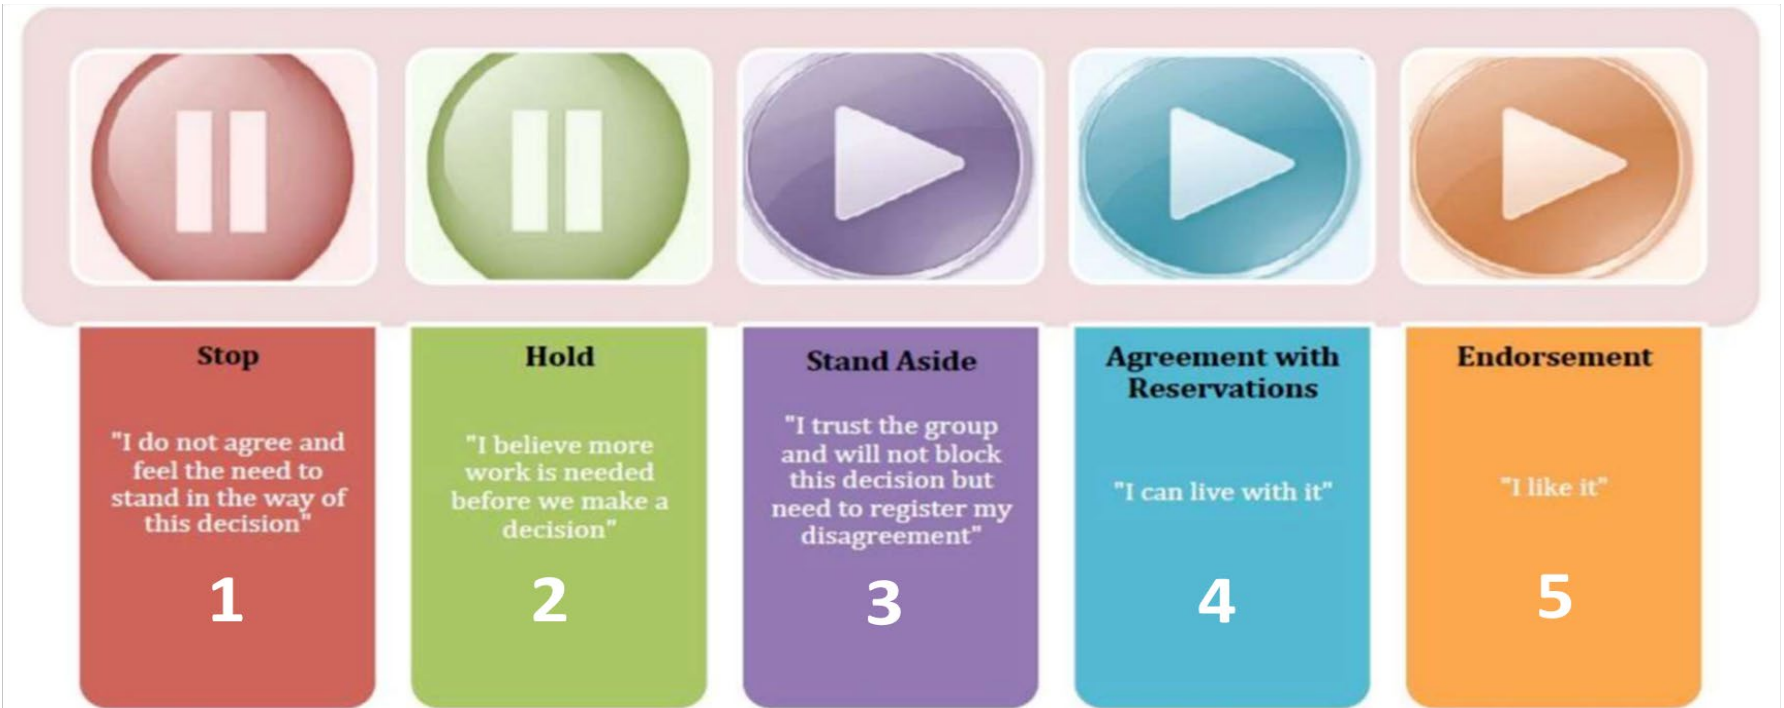 Stop
"I do not agree and
feel the need to
stand in the way of
this decision"
1
Hold
"I believe more
work is needed
before we make a
decision"
2
Stand Aside
"I trust the group
and will not block
this decision but
need to register my
disagreement"
3
Agreement with
Reservations
"I can live with it"
4
Endorsement
"I like it"
5